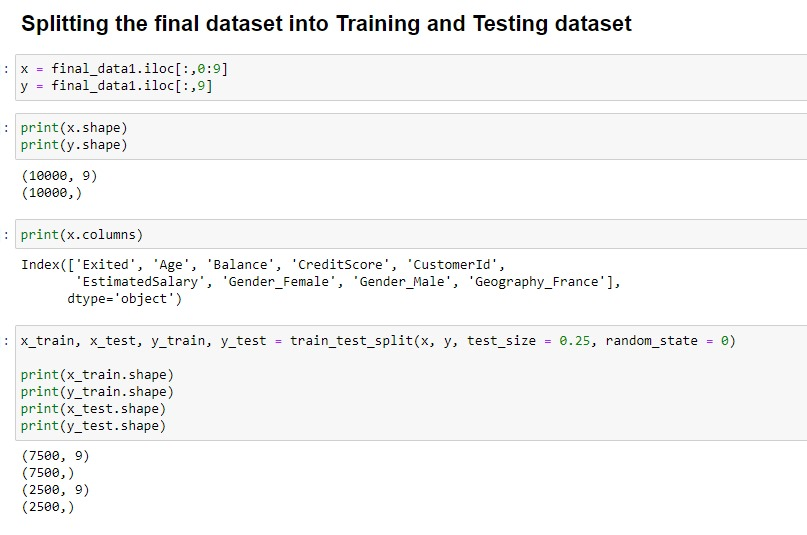 Splitting the final dataset into Training and Testing dataset
: x = final_data1.iloc[:,0:9]
y = final_data1.iloc[:,9]
: print(x.shape)
print(y.shape)
(10000, 9)
(10000,)
: print(x.columns)
Index(['Exited', 'Age', 'Balance', 'CreditScore', 'CustomerId',
'EstimatedSalary', 'Gender_Female', 'Gender_Male', 'Geography_France'],
dtype='object')
: x_train, x_test, y_train, y_test = train_test_split(x, y, test_size = 0.25, random_state = 0)
print(x_train.shape)
print(y_train.shape)
print(x_test.shape)
print(y_test.shape)
(7500, 9)
(7500,)
(2500, 9)
(2500,)